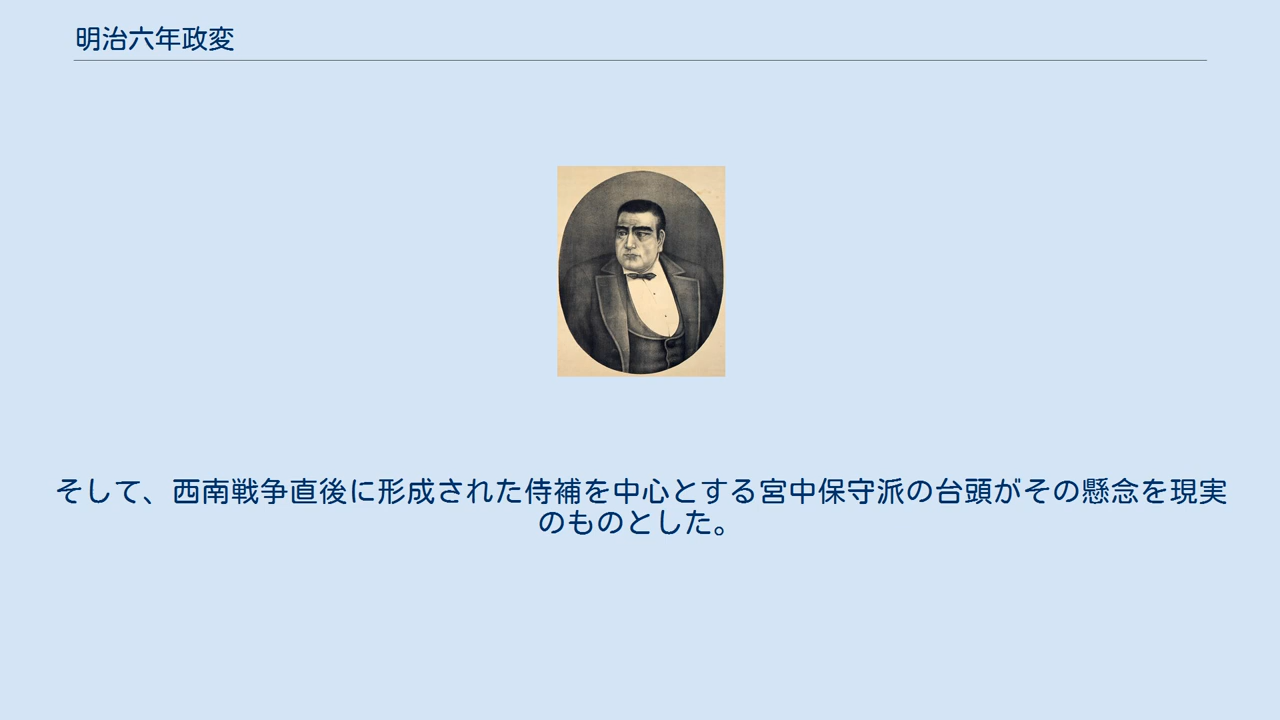 明治六年政変
そして、西南戦争直後に形成された侍補を中心とする宮中保守派の台頭がその懸念を現実
のものとした。